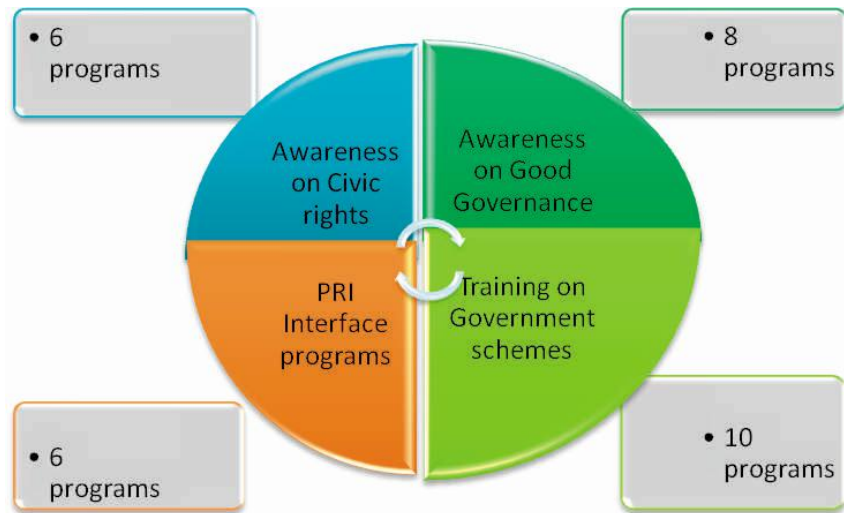 • 6
programs
• 8
programs
Awareness
on Civic
rights
Awareness
on Good
Governance
PRI
Interface
programs
Training on
Government
schemes
• 6
programs
• 10
programs